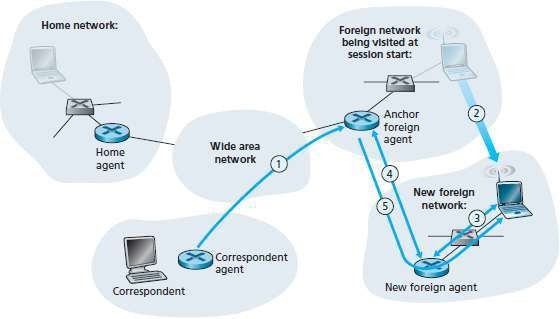 Home network:
Home
agent
Wide area
network
1
Foreign network
being visited at
session start:
Anchor
foreign
agent
2
4
5
New foreign
network:
3
New foreign agent
Correspondent
agent
Correspondent